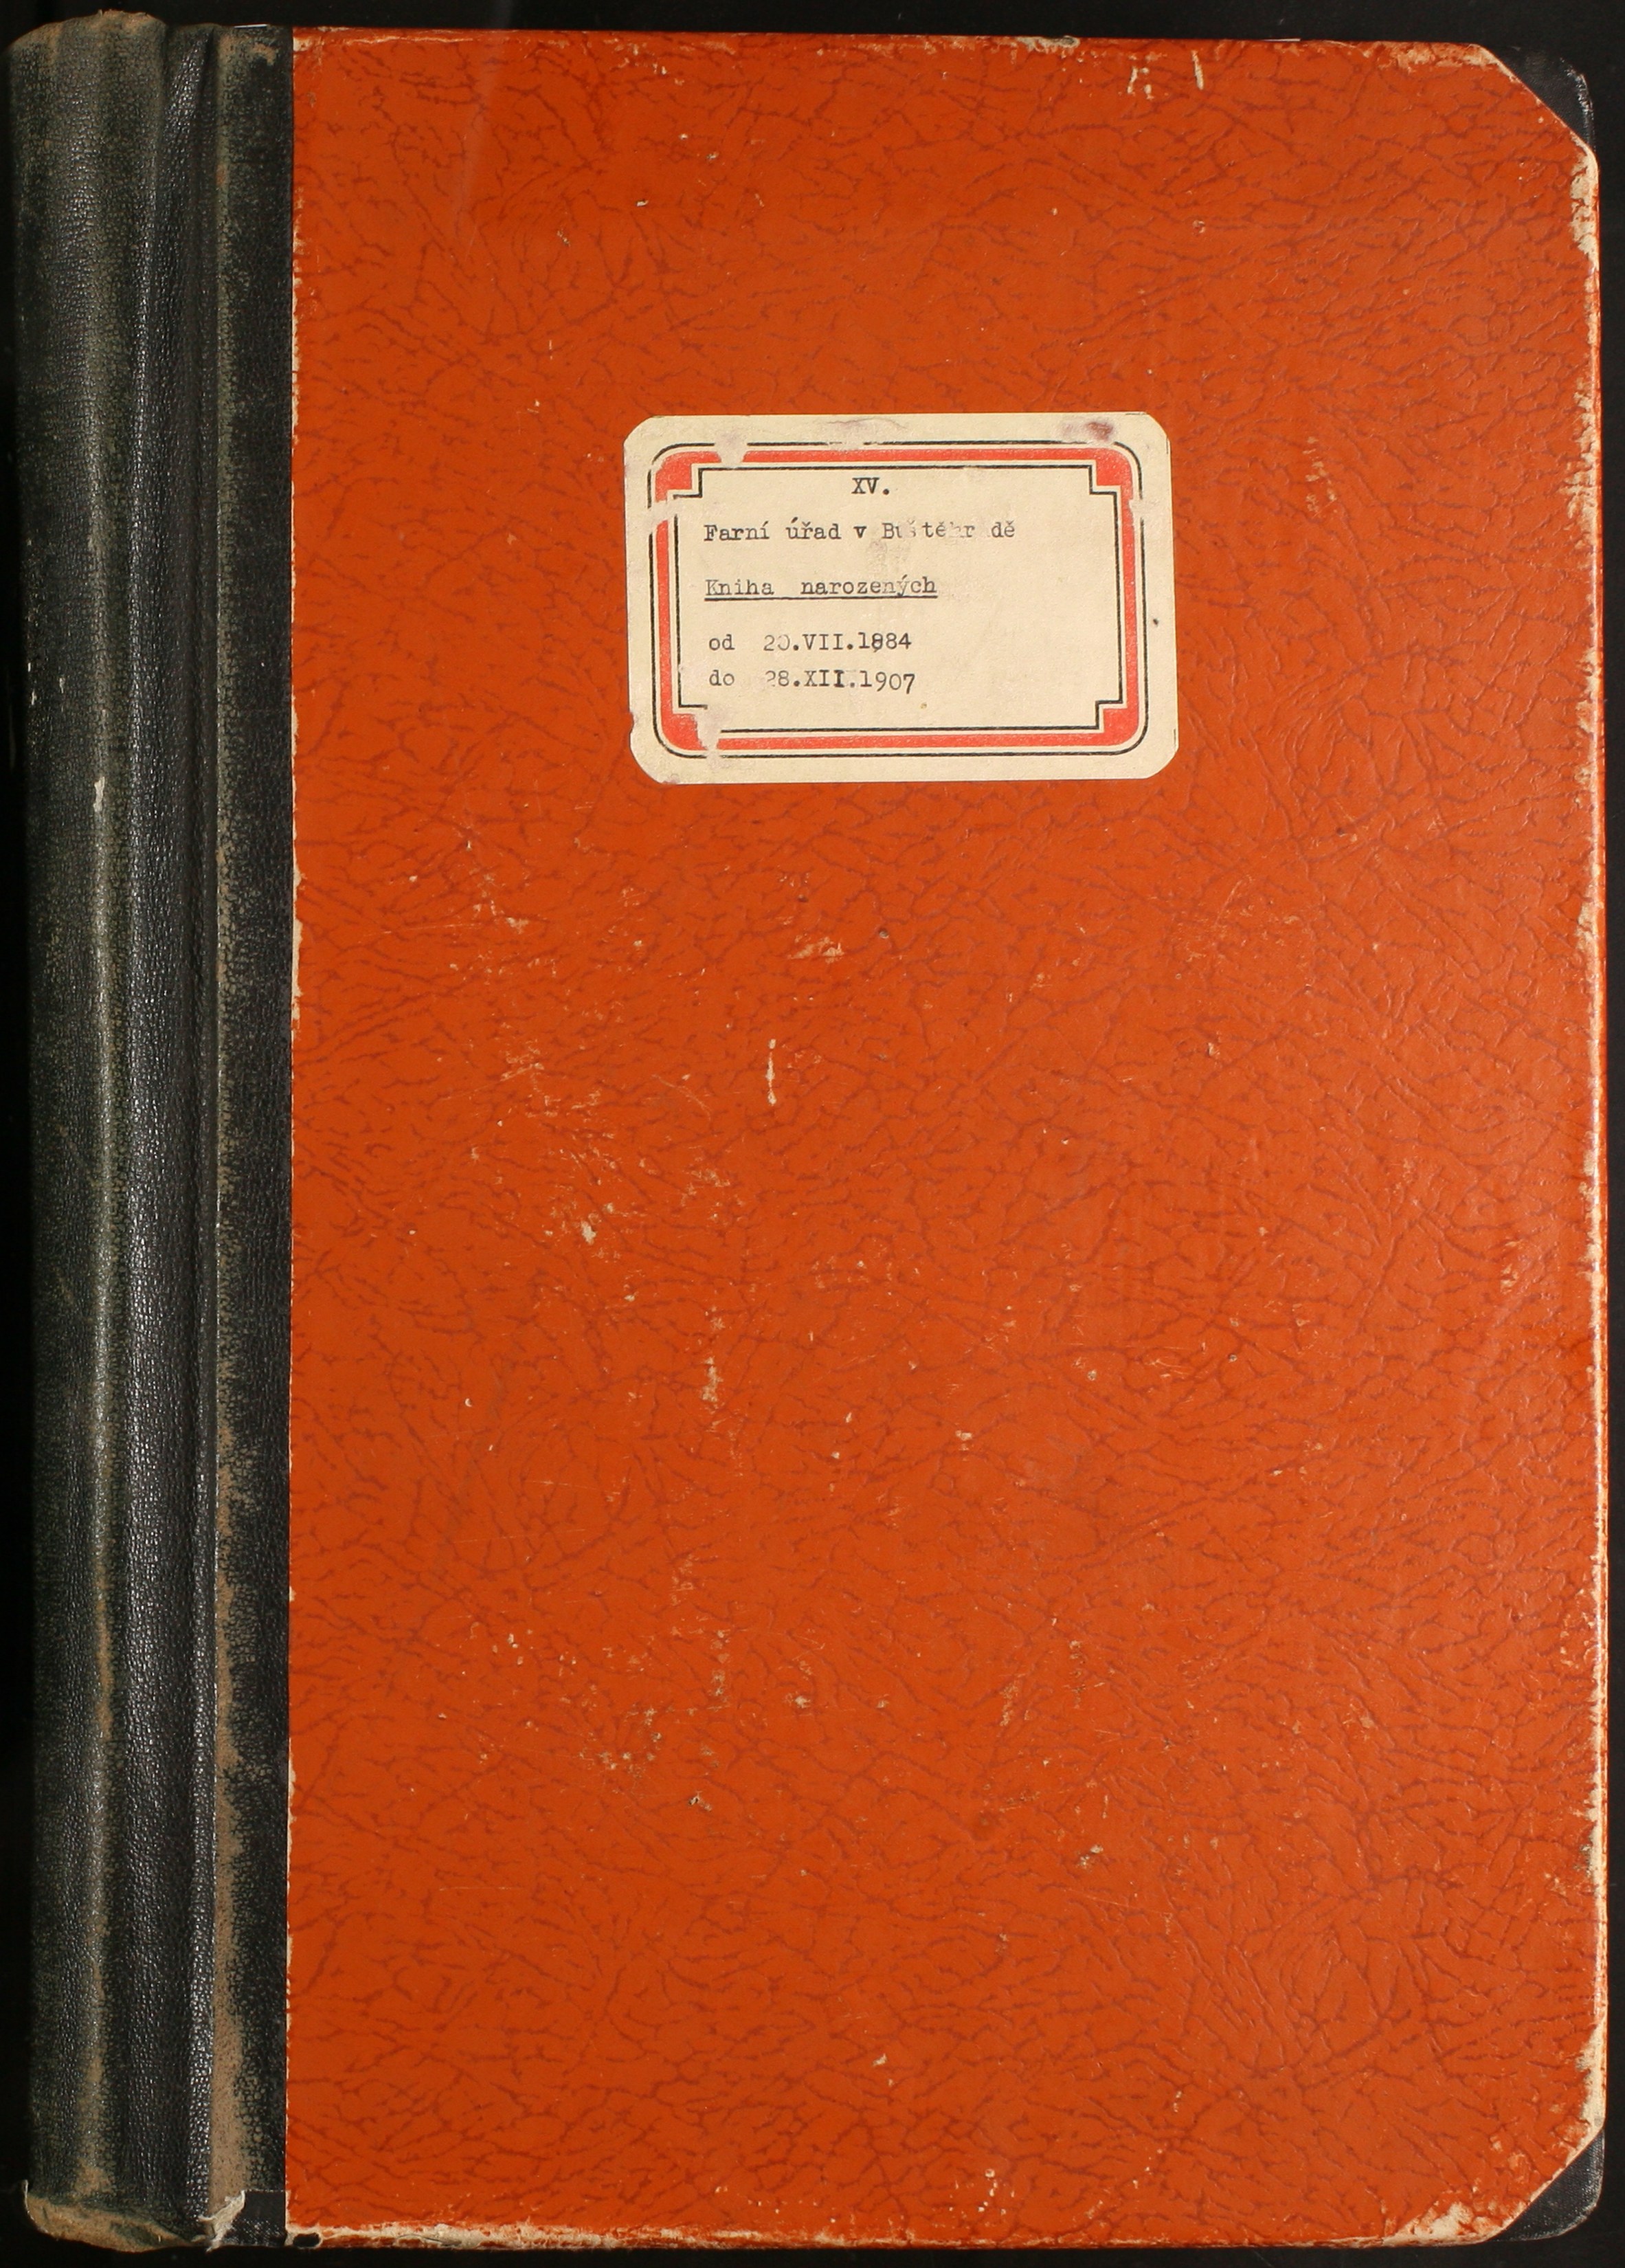 XV.
Farní úřad v Buštěhradě
Kniha narozených
od 20.VII.1884
do 28.XII.1907